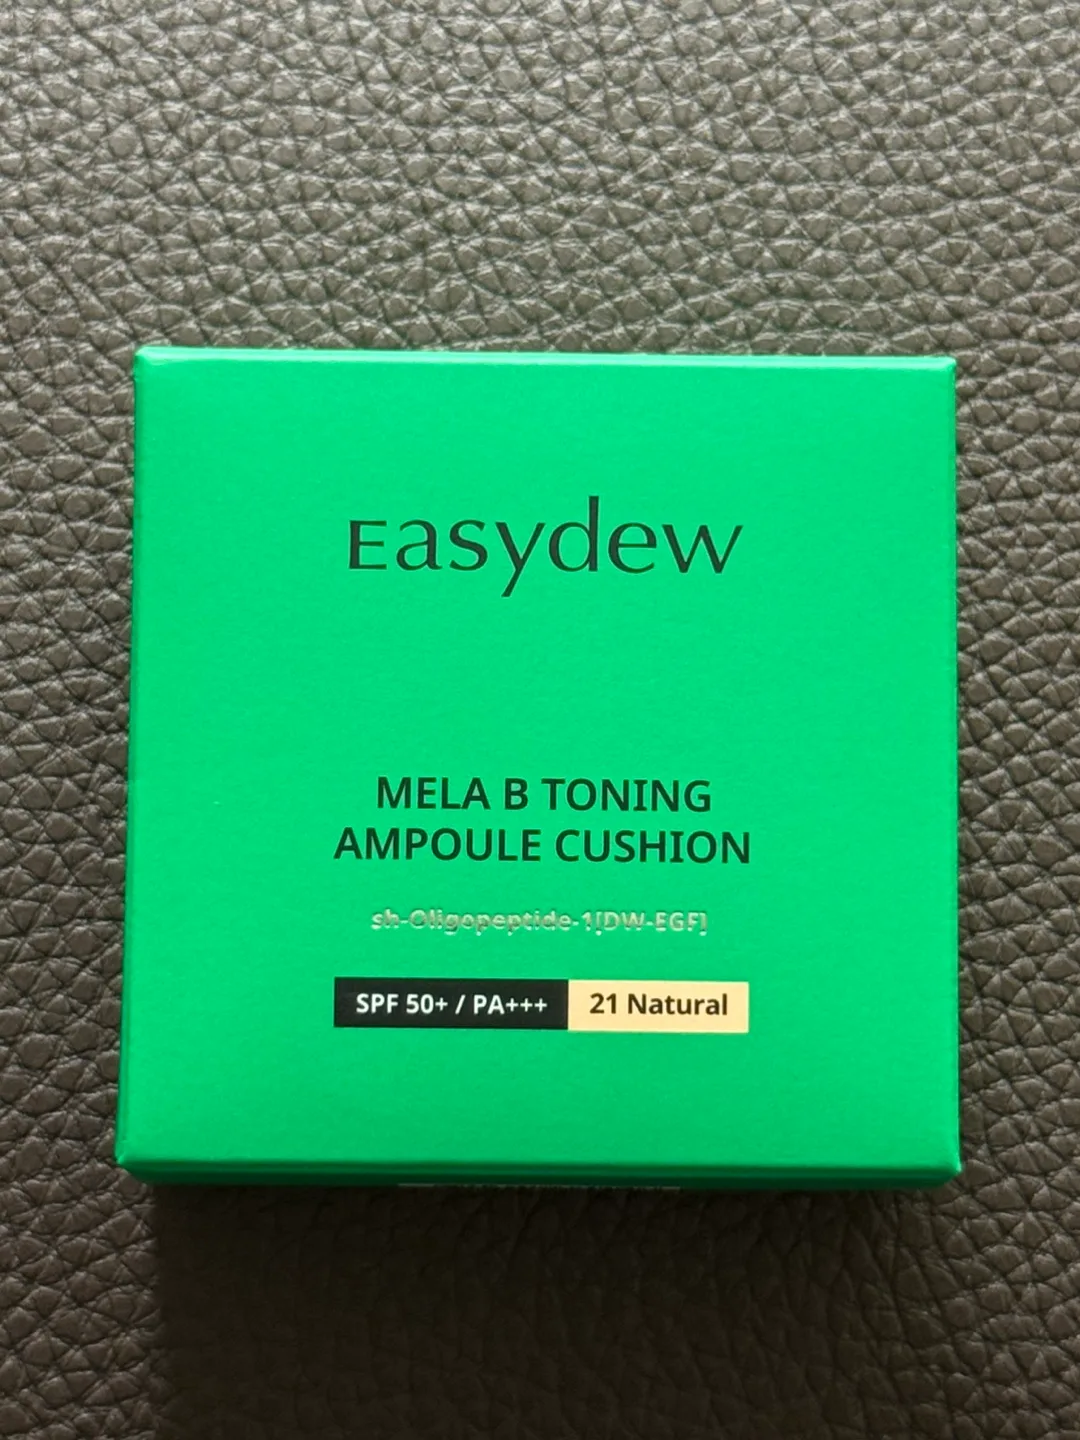 Easydew
MELA B TONING
AMPOULE CUSHION
sh-Oligopeptide-1[DW-EGF]
SPF 50+ / PA+++ 21 Natural